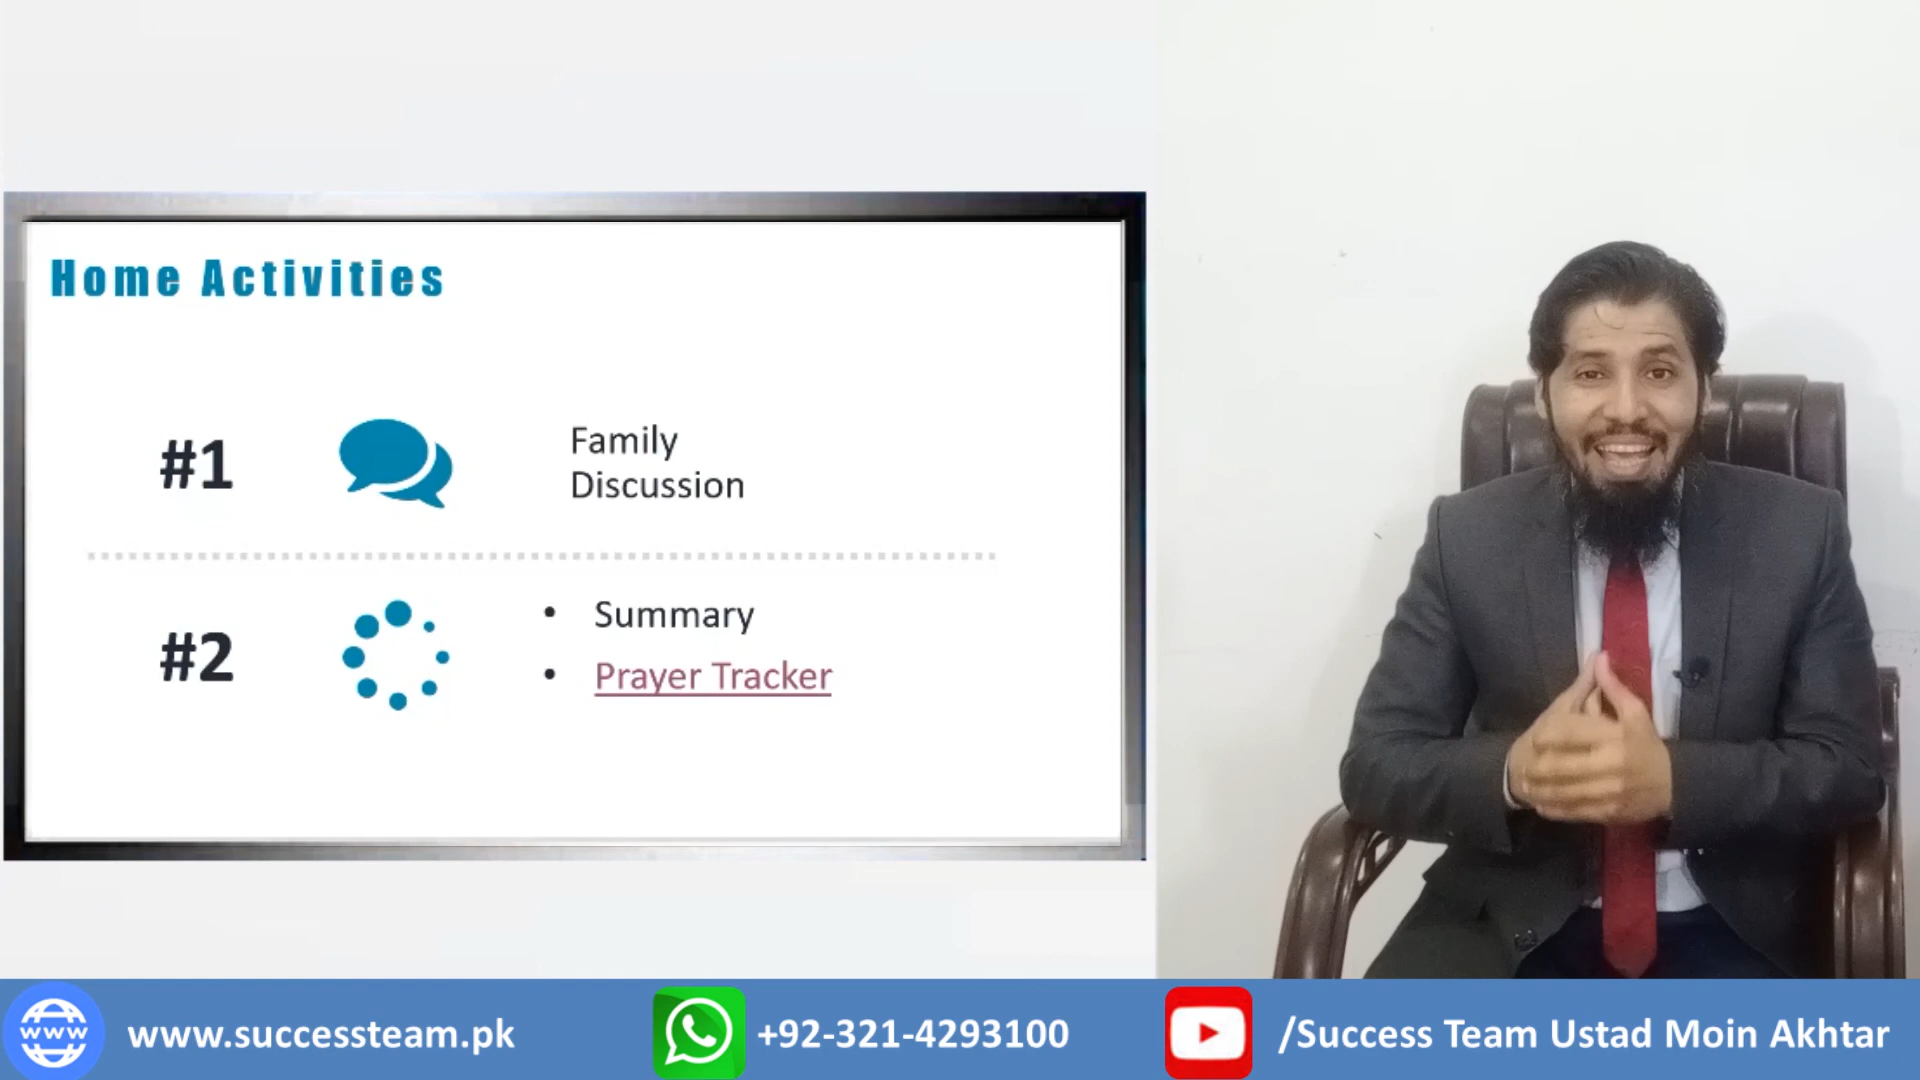 Home Activities
#1
Family
Discussion
#2
• Summary
• Prayer Tracker
www
www.successteam.pk
+92-321-4293100
/Success Team Ustad Moin Akhtar